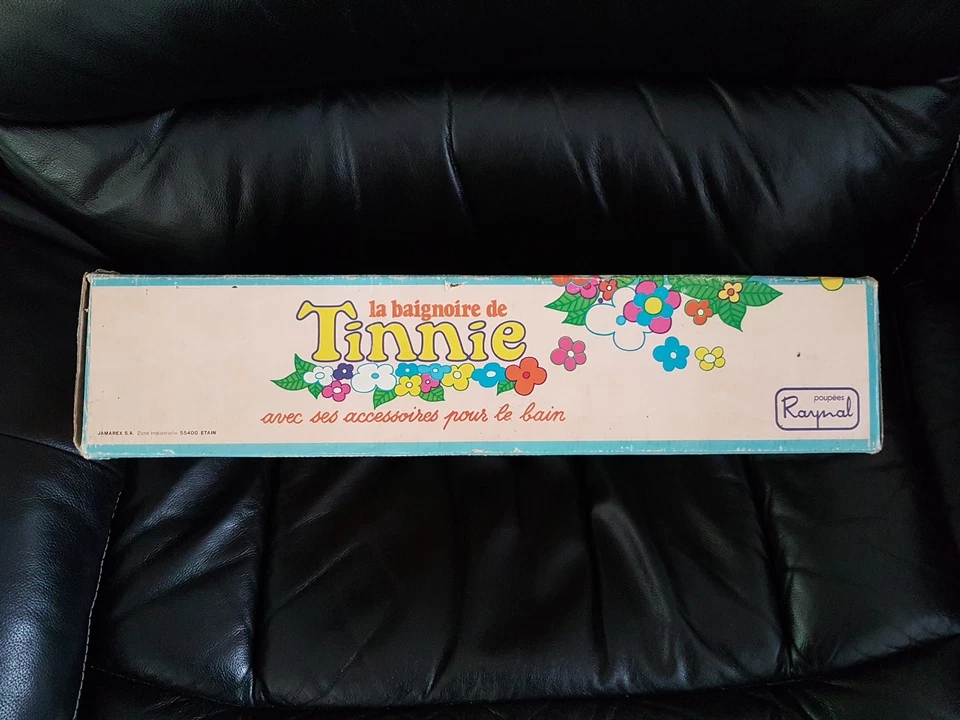 la baignoire de
Tinnie
avec ses accessoires pour le bain
JAMAREX S.A. Zone Industrielle 55400 ETAIN
poupées
Raynal